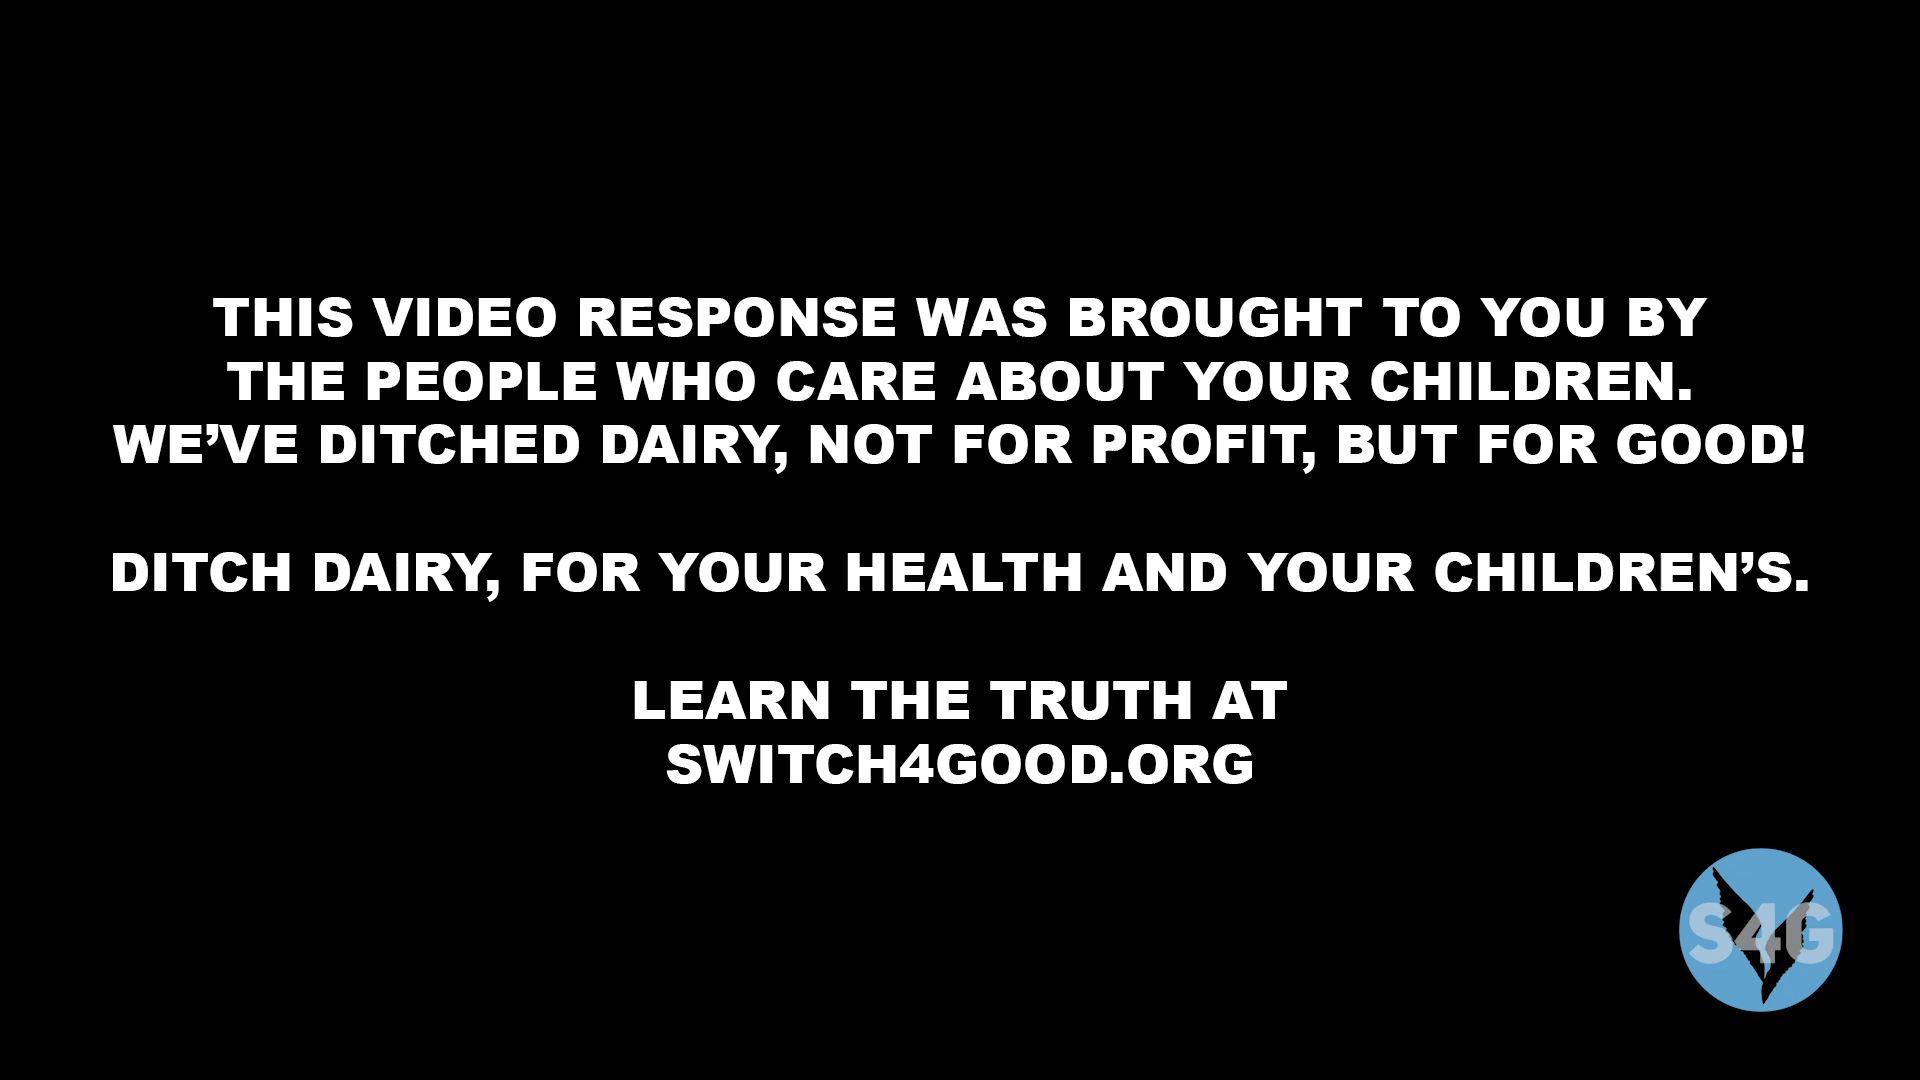 THIS VIDEO RESPONSE WAS BROUGHT TO YOU BY
THE PEOPLE WHO CARE ABOUT YOUR CHILDREN.
WE’VE DITCHED DAIRY, NOT FOR PROFIT, BUT FOR GOOD!
DITCH DAIRY, FOR YOUR HEALTH AND YOUR CHILDREN’S.
LEARN THE TRUTH AT
SWITCH4GOOD.ORG
S4G